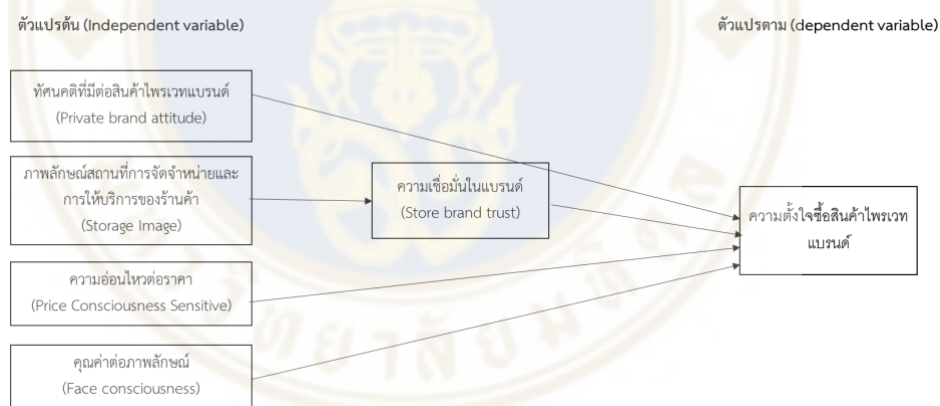 ตัวแปรต้น (Independent variable)
ตัวแปรตาม (dependent variable)
ทัศนคติที่มีต่อสินค้าไพรเวทแบรนด์
(Private brand attitude)
ภาพลักษณ์สถานที่การจัดจำหน่ายและ
การให้บริการของร้านค้า
(Storage Image)
ความเชื่อมั่นในแบรนด์
(Store brand trust)
ความตั้งใจซื้อสินค้าไพรเวท
แบรนด์
ความอ่อนไหวต่อราคา
(Price Consciousness Sensitive)
คุณค่าต่อภาพลักษณ์
(Face consciousness)